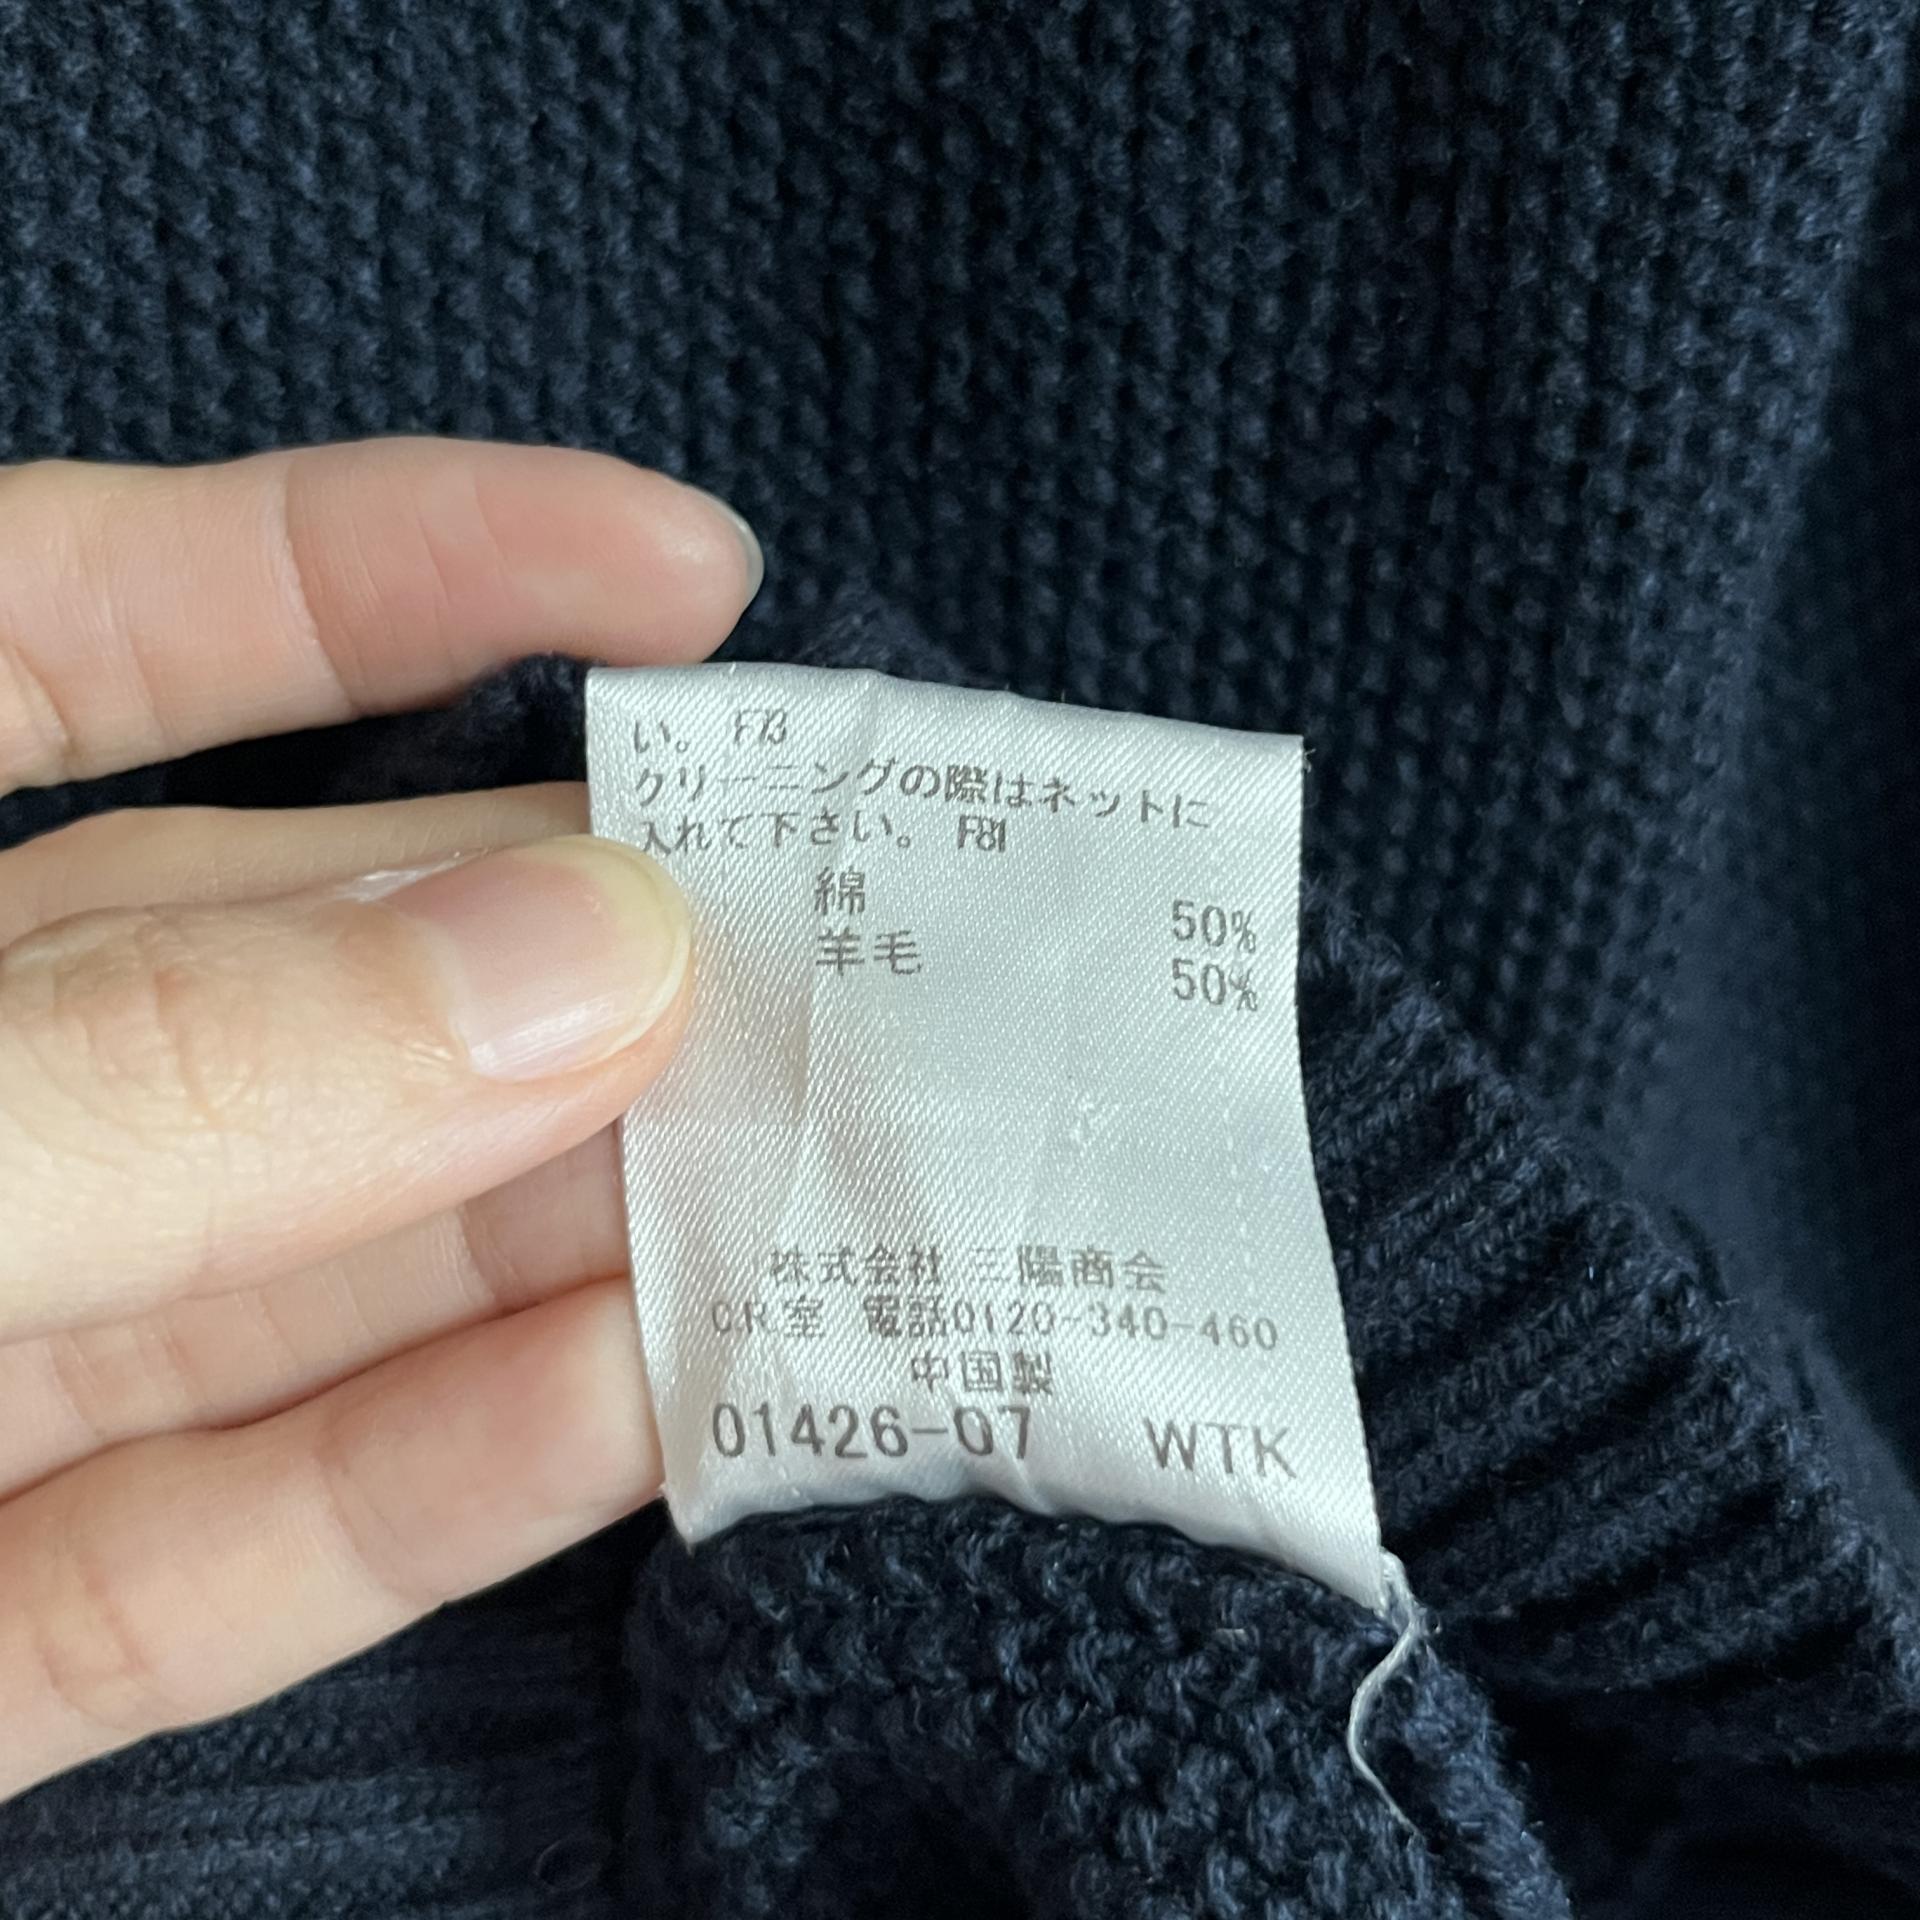 い。 F73
クリーニングの際はネットに
入れて下さい。 F81
綿 50%
羊毛 50%
株式会社 三陽商会
C.R.室 電話0120-340-460
中国製
01426-07 WTK